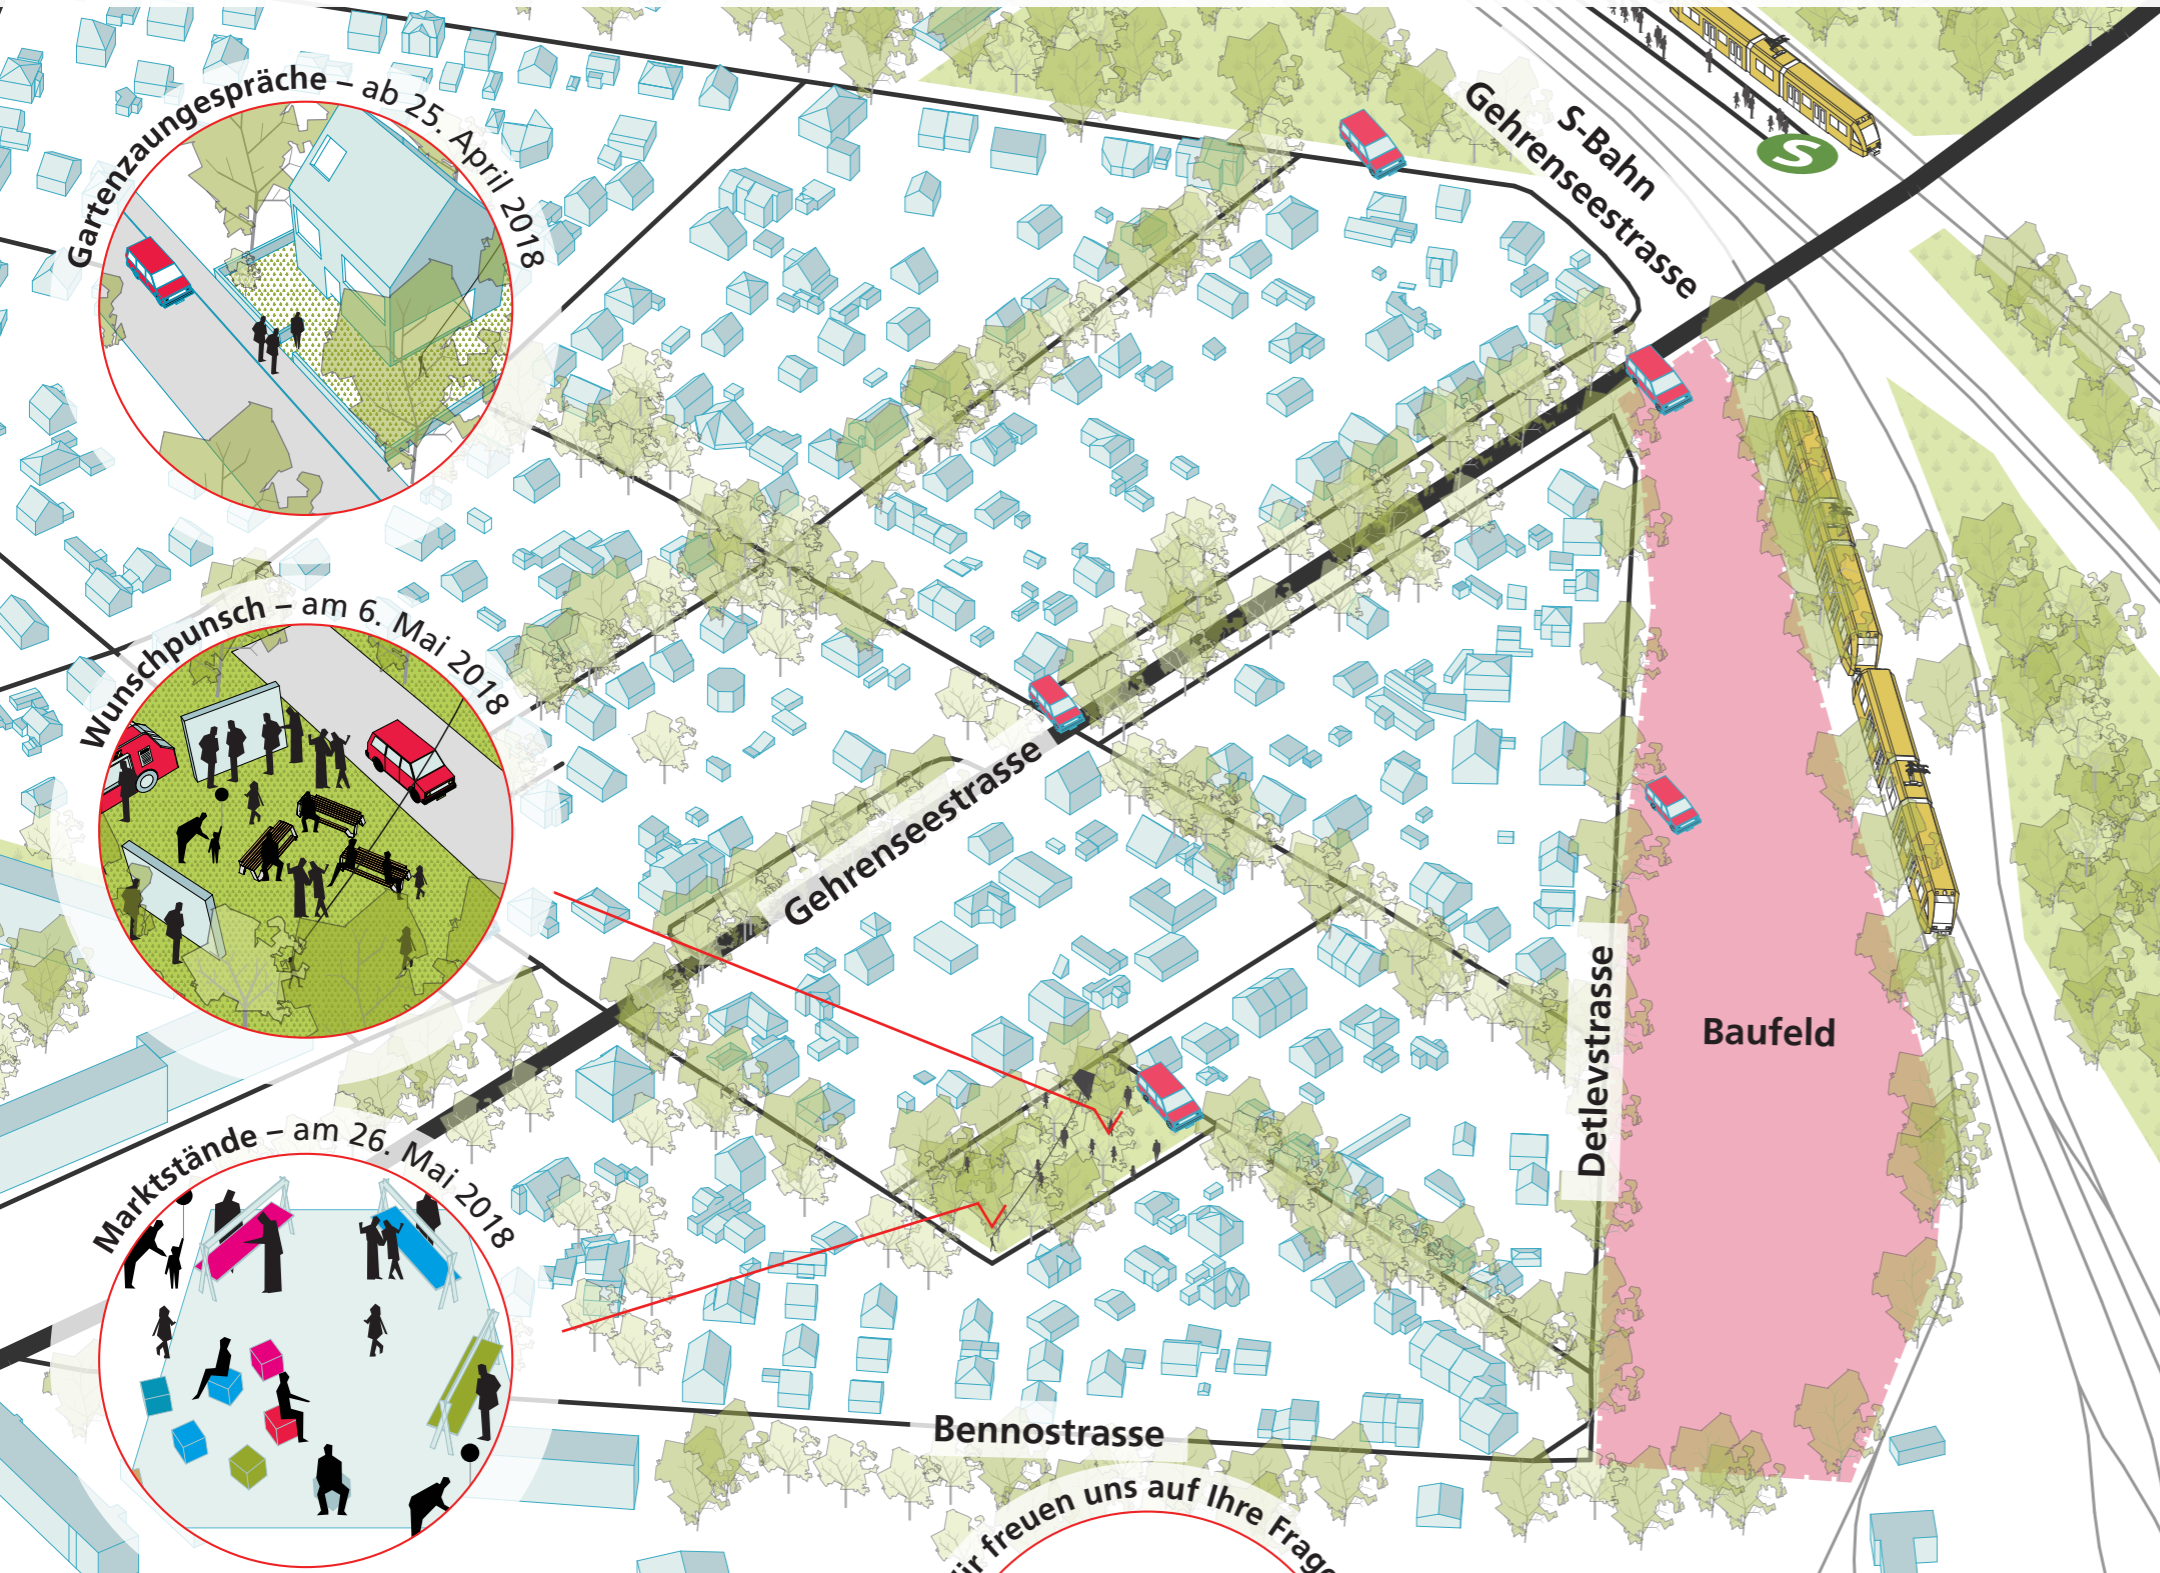 Gartenzaungespräche – ab 25. April 2018
S-Bahn
Gehrenseestrasse
S
Wunschpunsch – am 6. Mai 2018
Gehrenseestrasse
Detlevstrasse
Baufeld
Marktstände – am 26. Mai 2018
Bennostrasse
freuen uns auf Ihre